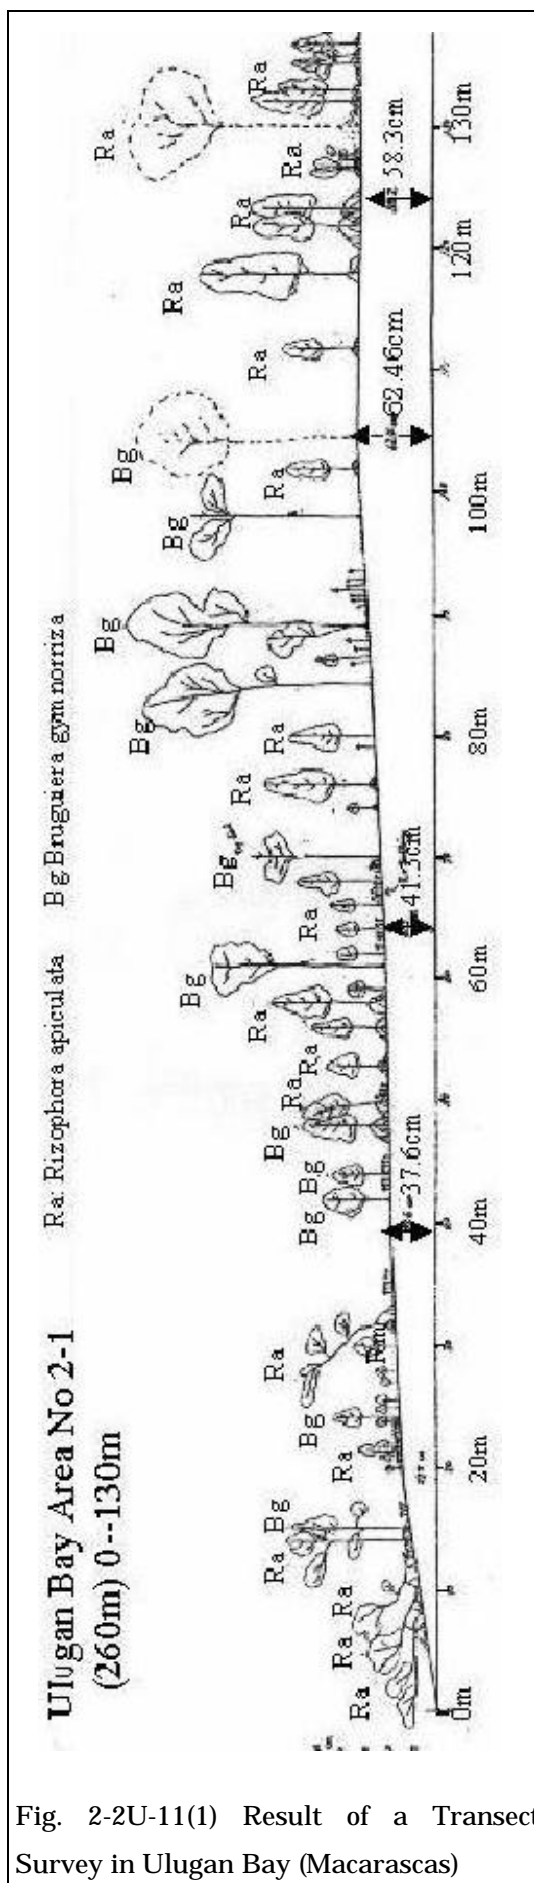 Ulugan Bay Area No 2-1
(260m) 0--130m
Ra: Rizophora apiculata Bg Bruguiera gym norriza
Ra
Ra
Ra
Ra
Bg
Ra
Bg
Ra
Bg
Bg
Bg
Ra
Ra
Ra
Bg
Ra
Bg
Ra
Ra
Bg
Bg
Bg
Ra
Bg
Ra
Ra
Ra
Ra
Ra
Ra
37.6cm
41.3cm
62.46cm
58.3cm
0m
20m
40m
60m
80m
100m
120m
130m
Fig. 2-2U-11(1) Result of a Transect
Survey in Ulugan Bay (Macarascas)